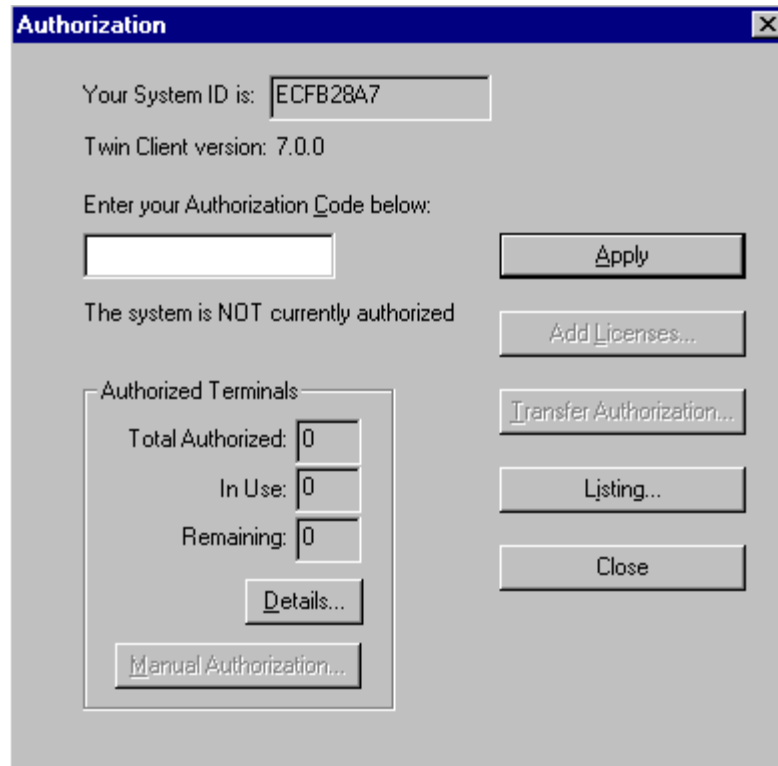 Authorization
Your System ID is: ECFB28A7
Twin Client version: 7.0.0
Enter your Authorization Code below:
Apply
The system is NOT currently authorized
Add Licenses...
Authorized Terminals
Transfer Authorization...
Total Authorized: 0
In Use: 0
Listing...
Remaining: 0
Close
Details...
Manual Authorization...